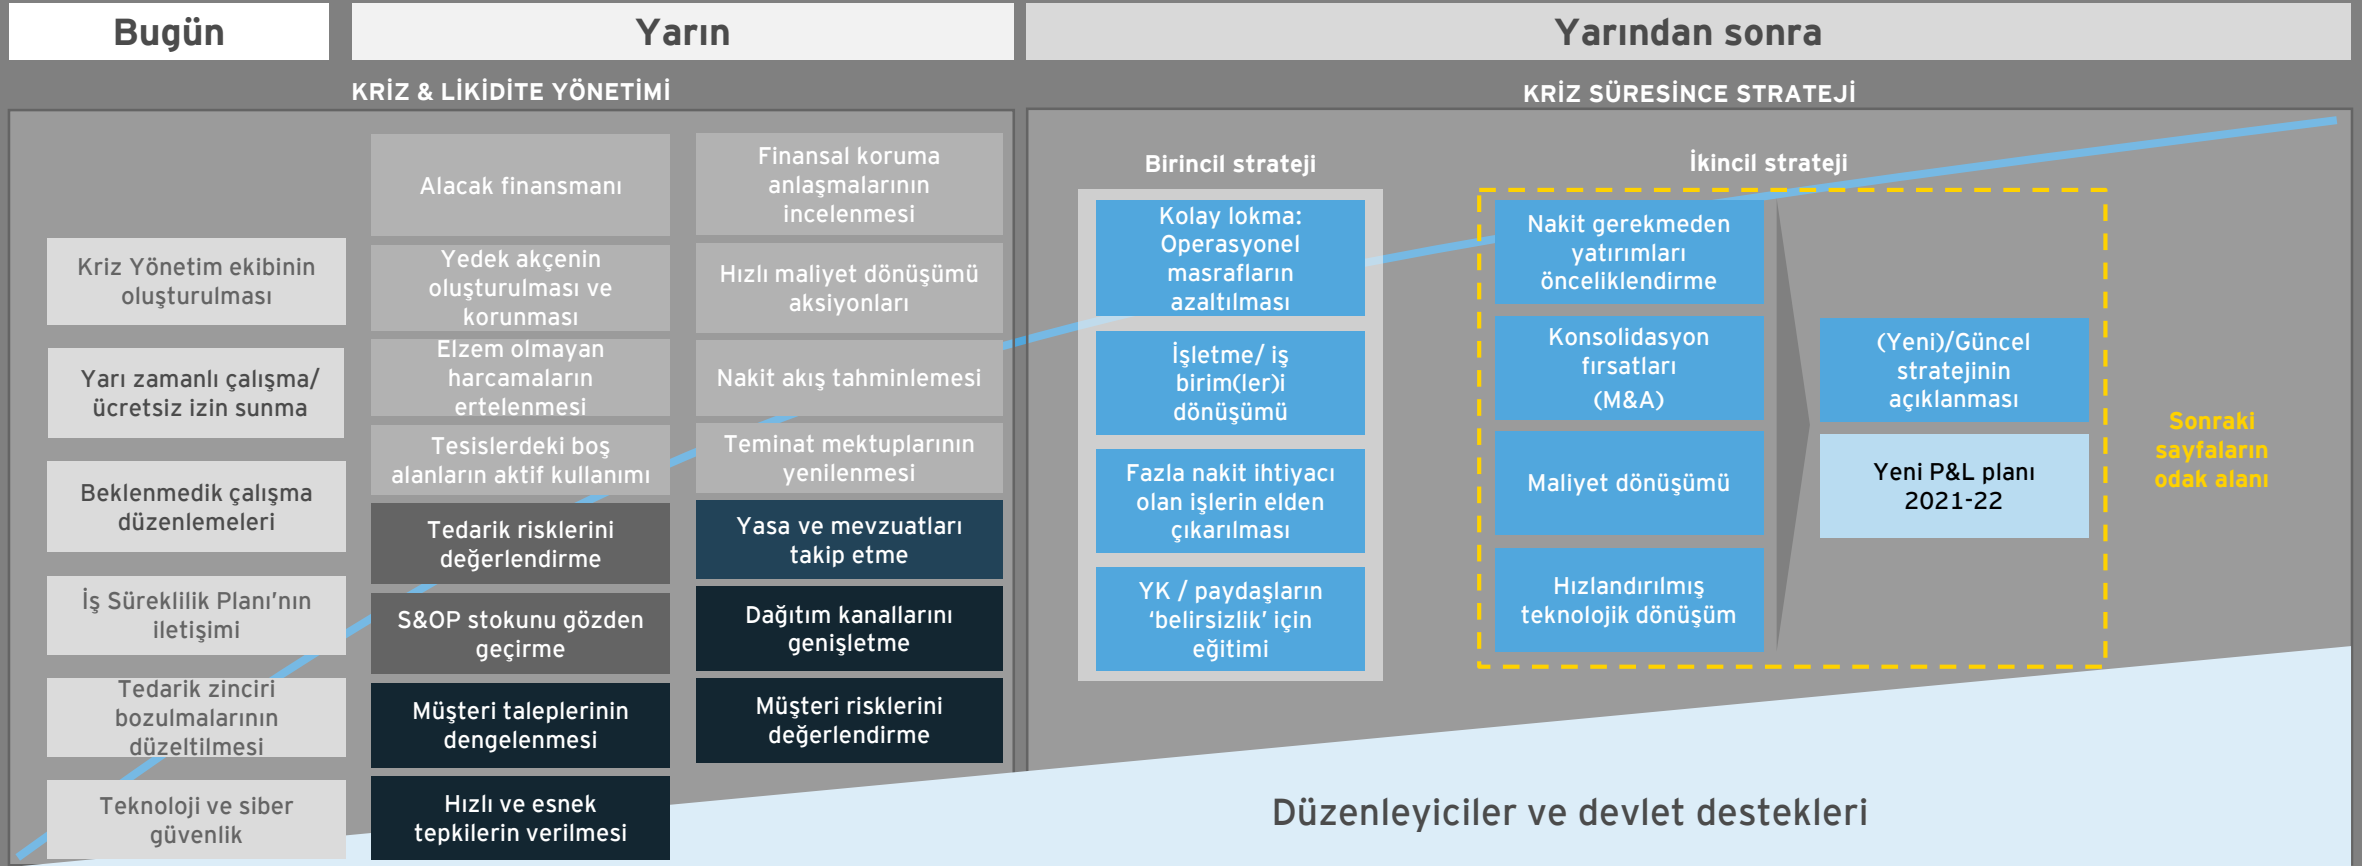 Bugün
Yarın
Yarından sonra
KRİZ & LİKİDİTE YÖNETİMİ
KRİZ SÜRESİNCE STRATEJİ
Kriz Yönetim ekibinin
oluşturulması
Yarı zamanlı çalışma/
ücretsiz izin sunma
Beklenmedik çalışma
düzenlemeleri
İş Süreklilik Planı’nın
iletişimi
Tedarik zinciri
bozulmalarının
düzeltilmesi
Teknoloji ve siber
güvenlik
Alacak finansmanı
Yedek akçenin
oluşturulması ve
korunması
Elzem olmayan
harcamaların
ertelenmesi
Tesislerdeki boş
alanların aktif kullanımı
Tedarik risklerini
değerlendirme
S&OP stokunu gözden
geçirme
Müşteri taleplerinin
dengelenmesi
Hızlı ve esnek
tepkilerin verilmesi
Finansal koruma
anlaşmalarının
incelenmesi
Hızlı maliyet dönüşümü
aksiyonları
Nakit akış tahminlemesi
Teminat mektuplarının
yenilenmesi
Yasa ve mevzuatları
takip etme
Dağıtım kanallarını
genişletme
Müşteri risklerini
değerlendirme
Birincil strateji
Kolay lokma:
Operasyonel
masrafların
azaltılması
İşletme/ iş
birim(ler)i
dönüşümü
Fazla nakit ihtiyacı
olan işlerin elden
çıkarılması
YK / paydaşların
‘belirsizlik’ için
eğitimi
İkincil strateji
Nakit gerekmeden
yatırımları
önceliklendirme
Konsolidasyon
fırsatları
(M&A)
Maliyet dönüşümü
Hızlandırılmış
teknolojik dönüşüm
(Yeni)/Güncel
stratejinin
açıklanması
Yeni P&L planı
2021-22
Sonraki
sayfaların
odak alanı
Düzenleyiciler ve devlet destekleri